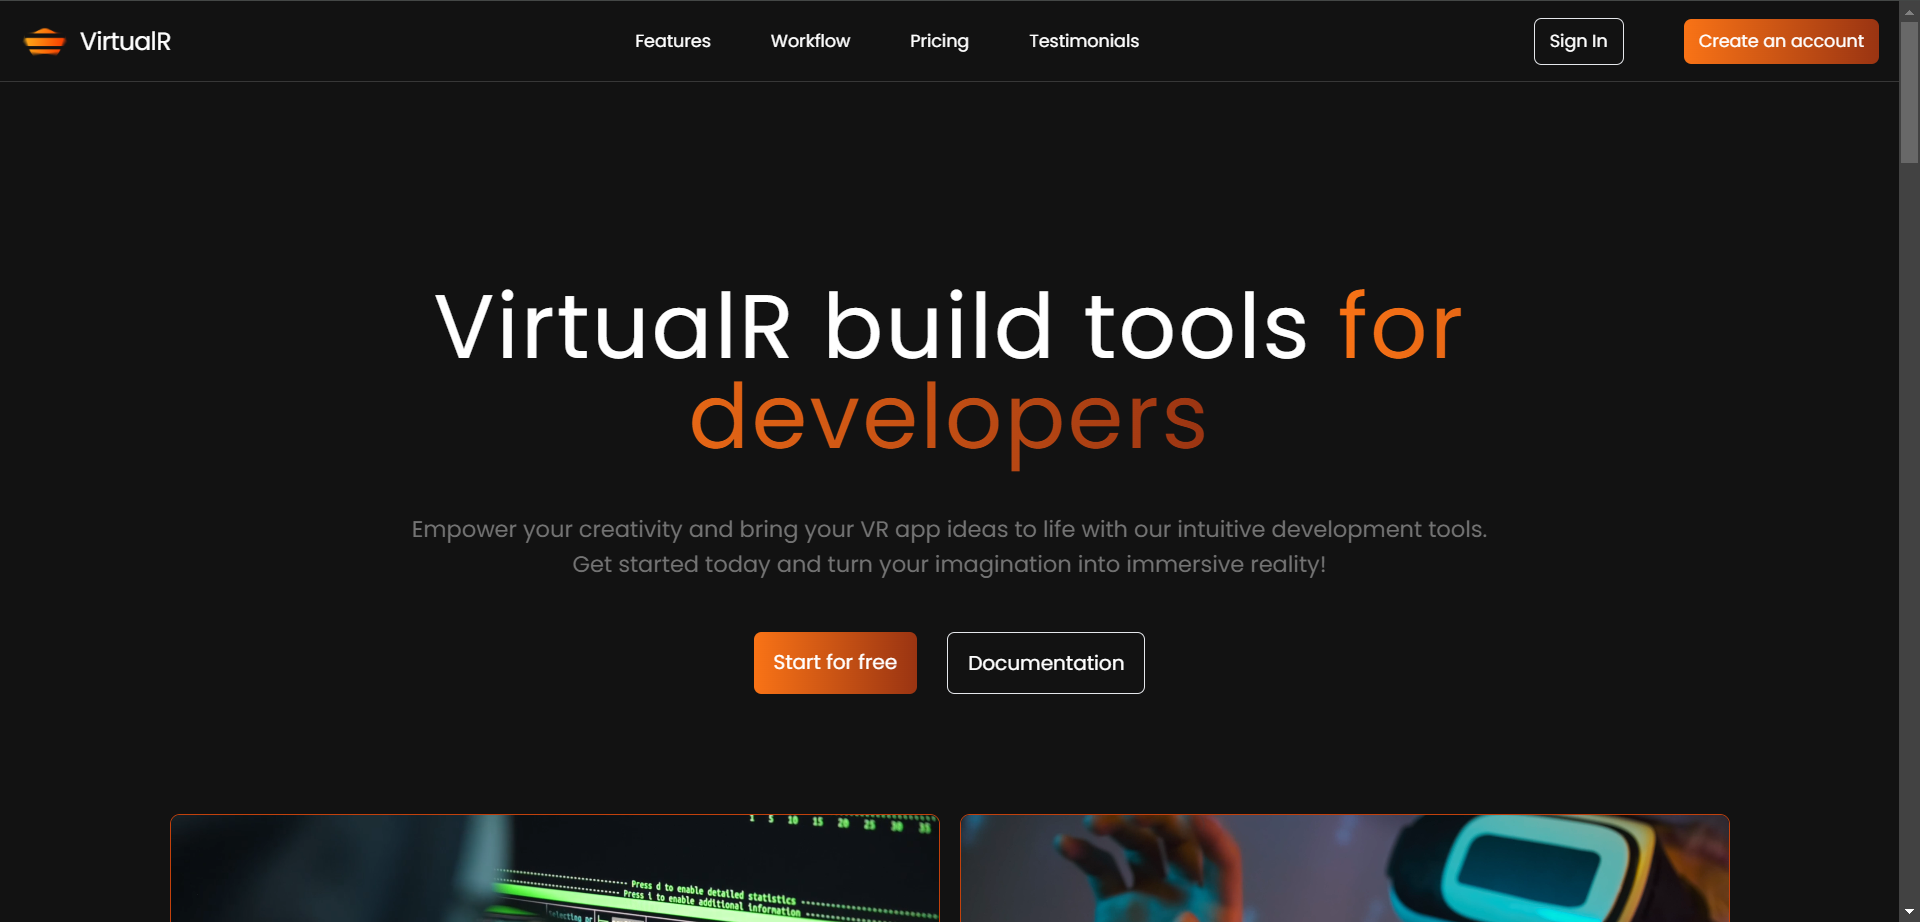 VirtualR
Features
Workflow
Pricing
Testimonials
Sign In
Create an account
VirtualR build tools for
developers
Empower your creativity and bring your VR app ideas to life with our intuitive development tools.
Get started today and turn your imagination into immersive reality!
Start for free
Documentation
1 5 10 15 20 25 30 35
Press d to enable detailed statistics
Press i to enable additional information